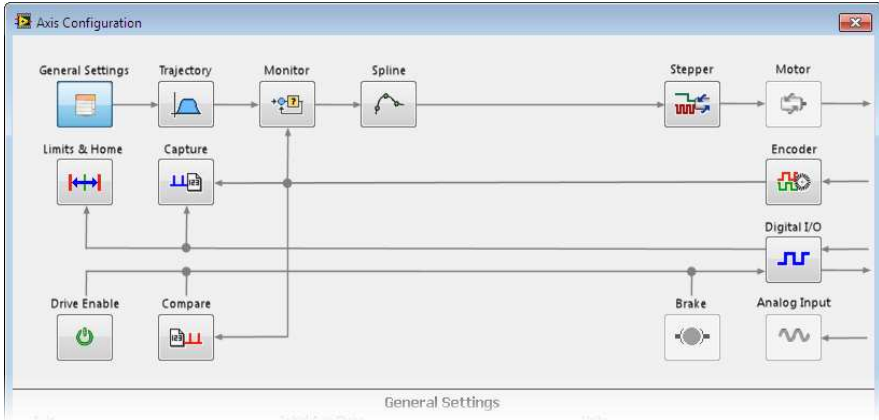 Axis Configuration
General Settings Trajectory Monitor Spline Stepper Motor
Limits & Home Capture Encoder
Digital I/O
Drive Enable Compare Brake Analog Input
General Settings